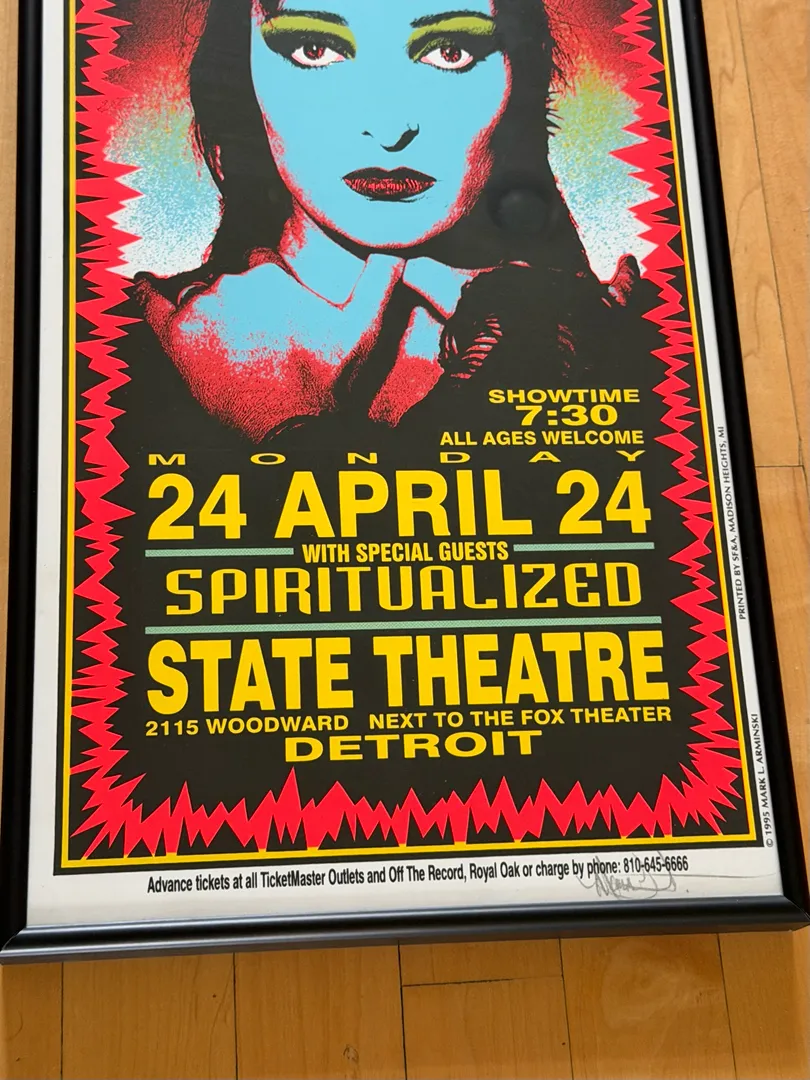 SHOWTIME
7:30
ALL AGES WELCOME
MONDAY
24 APRIL 24
WITH SPECIAL GUESTS
SPIRITUALIZED
STATE THEATRE
2115 WOODWARD NEXT TO THE FOX THEATER
DETROIT
Advance tickets at all TicketMaster Outlets and Off The Record, Royal Oak or charge by phone: 810-645-6666
PRINTED BY SF&A, MADISON HEIGHTS, MI
© 1995 MARK L. ARMINSKI